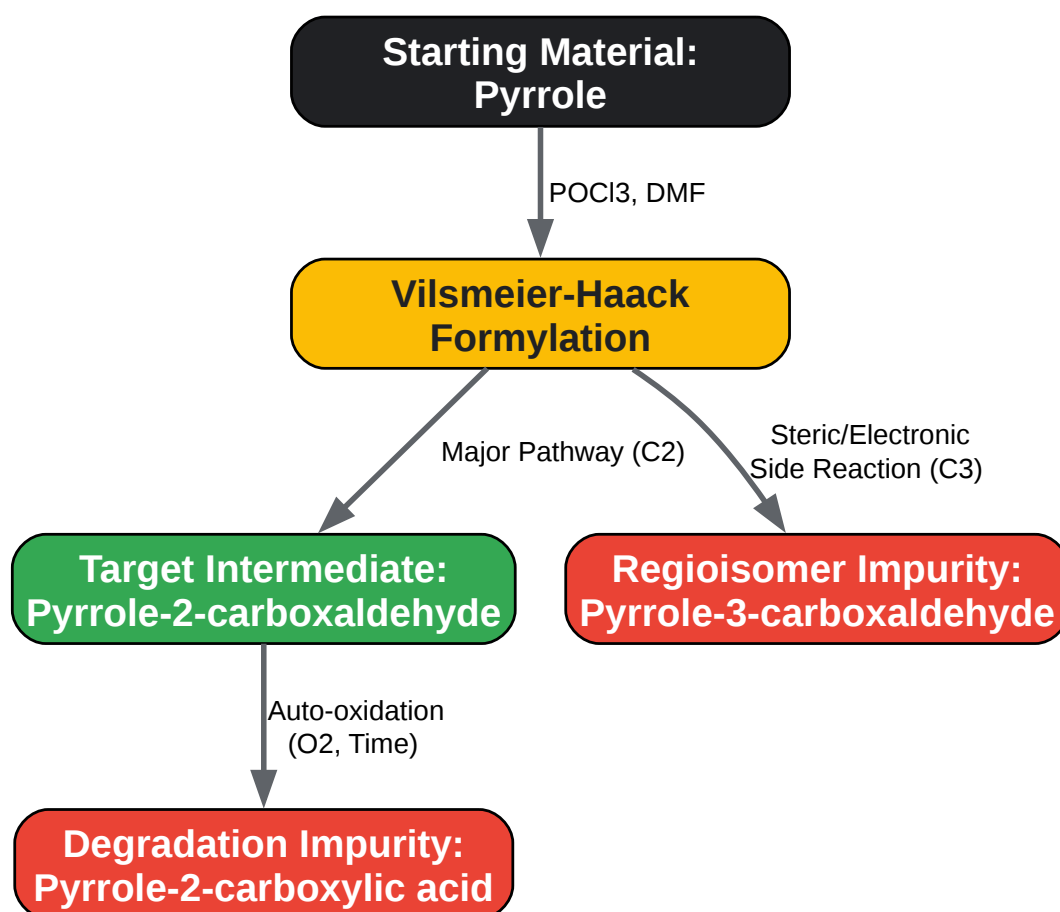 Starting Material:
Pyrrole
POCl3, DMF
Vilsmeier-Haack
Formylation
Major Pathway (C2)
Steric/Electronic
Side Reaction (C3)
Target Intermediate:
Pyrrole-2-carboxaldehyde
Regioisomer Impurity:
Pyrrole-3-carboxaldehyde
Auto-oxidation
(O2, Time)
Degradation Impurity:
Pyrrole-2-carboxylic acid